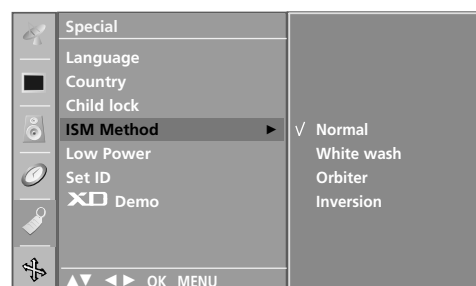 Special
Language
Country
Child lock
ISM Method ►
Low Power
Set ID
XD Demo
√ Normal
White wash
Orbiter
Inversion
▲▼ ◄► OK MENU